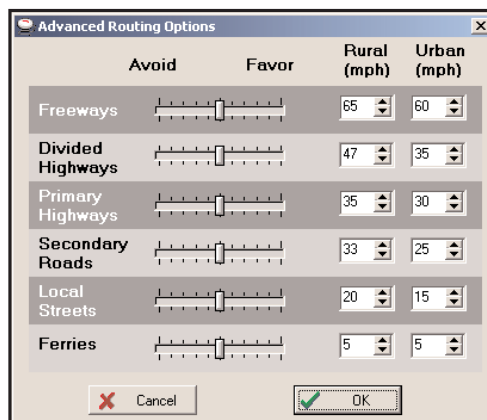 Advanced Routing Options
Avoid Favor Rural (mph) Urban (mph)
Freeways 65 60
Divided Highways 47 35
Primary Highways 35 30
Secondary Roads 33 25
Local Streets 20 15
Ferries 5 5
Cancel OK